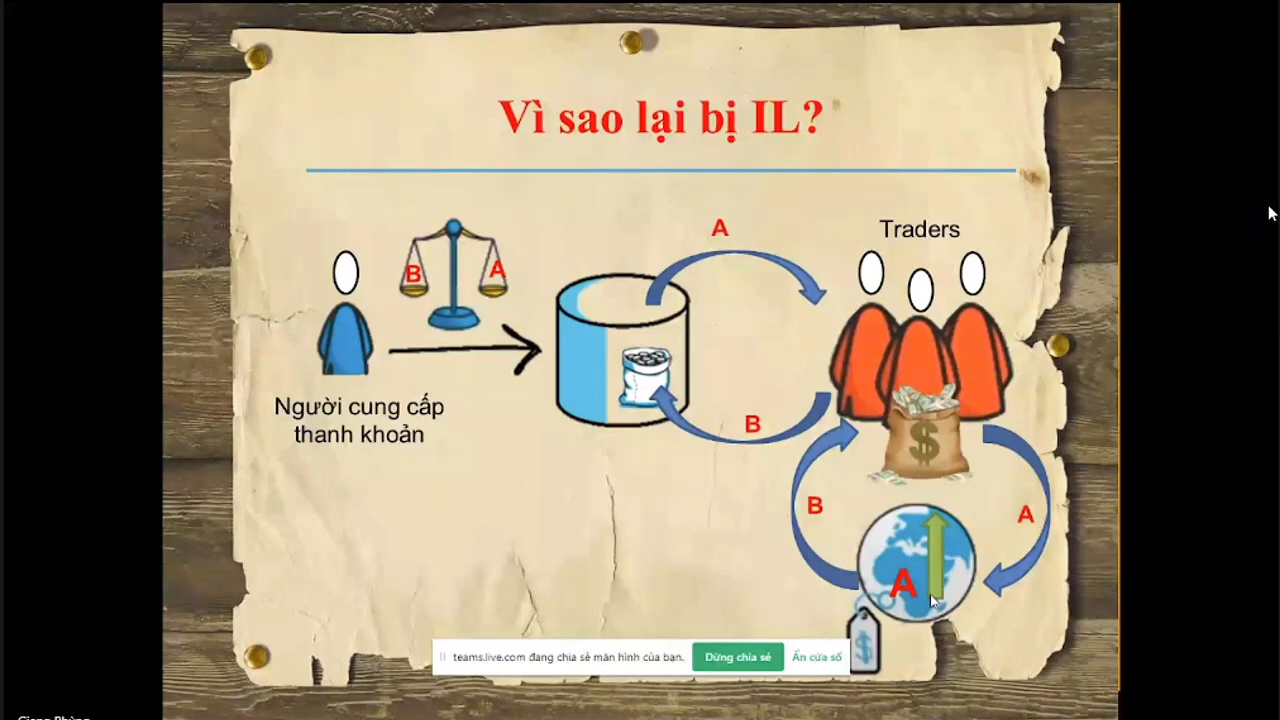 Vì sao lại bị IL?
A
Traders
B A
Người cung cấp
thanh khoản
B
$
B
A
A
$
teams.live.com đang chia sẻ màn hình của bạn. Dừng chia sẻ Ẩn cửa sổ